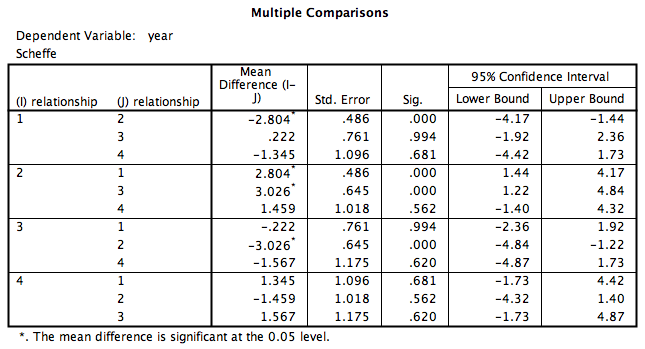 Multiple Comparisons
Dependent Variable: year
Scheffe
(I) relationship (J) relationship Mean Difference (I-J) Std. Error Sig. 95% Confidence Interval
Lower Bound Upper Bound
1 2 -2.804* .486 .000 -4.17 -1.44
3 .222 .761 .994 -1.92 2.36
4 -1.345 1.096 .681 -4.42 1.73
2 1 2.804* .486 .000 1.44 4.17
3 3.026* .645 .000 1.22 4.84
4 1.459 1.018 .562 -1.40 4.32
3 1 -.222 .761 .994 -2.36 1.92
2 -3.026* .645 .000 -4.84 -1.22
4 -1.567 1.175 .620 -4.87 1.73
4 1 1.345 1.096 .681 -1.73 4.42
2 -1.459 1.018 .562 -4.32 1.40
3 1.567 1.175 .620 -1.73 4.87
*. The mean difference is significant at the 0.05 level.